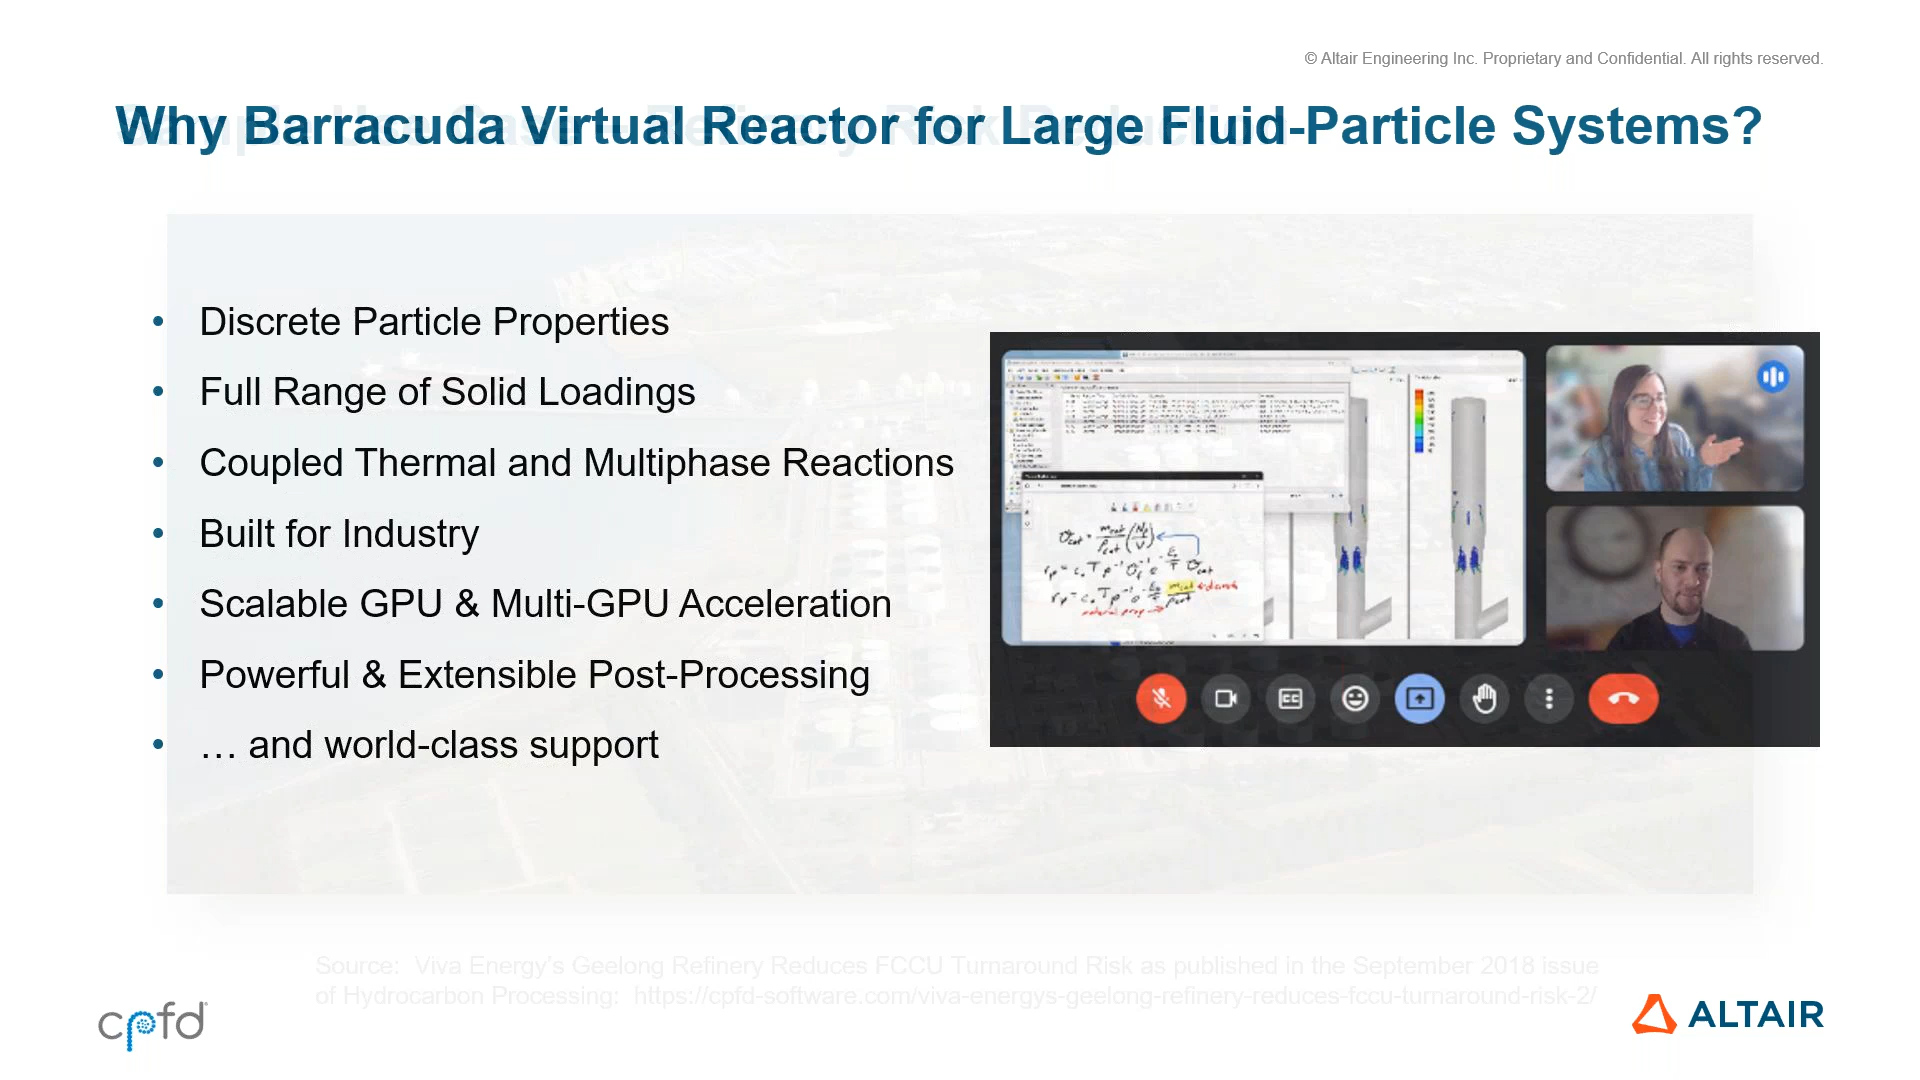 © Altair Engineering Inc. Proprietary and Confidential. All rights reserved.
Why Barracuda Virtual Reactor for Large Fluid-Particle Systems?
• Discrete Particle Properties
• Full Range of Solid Loadings
• Coupled Thermal and Multiphase Reactions
• Built for Industry
• Scalable GPU & Multi-GPU Acceleration
• Powerful & Extensible Post-Processing
• … and world-class support
CC
Source: Viva Energy's Geelong Refinery Reduces FCCU Turnaround Risk as published in the September 2018 issue
of Hydrocarbon Processing: https://cpfd-software.com/viva-energys-geelong-refinery-reduces-fccu-turnaround-risk-2/
cpfd
ALTAIR